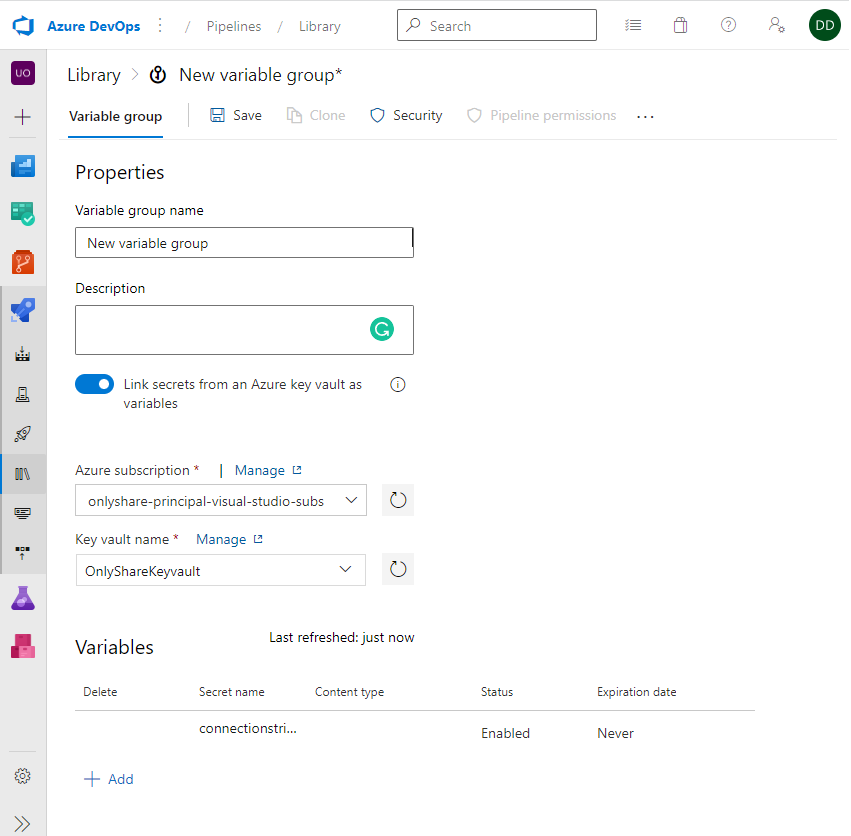 Azure DevOps / Pipelines / Library Search DD
UO Library > New variable group*
Variable group Save Clone Security Pipeline permissions ...
Properties
Variable group name
New variable group
Description
Link secrets from an Azure key vault as
variables
Azure subscription * | Manage
onlyshare-principal-visual-studio-subs
Key vault name * Manage
OnlyShareKeyvault
Variables Last refreshed: just now
Delete Secret name Content type Status Expiration date
connectionstri... Enabled Never
+ Add